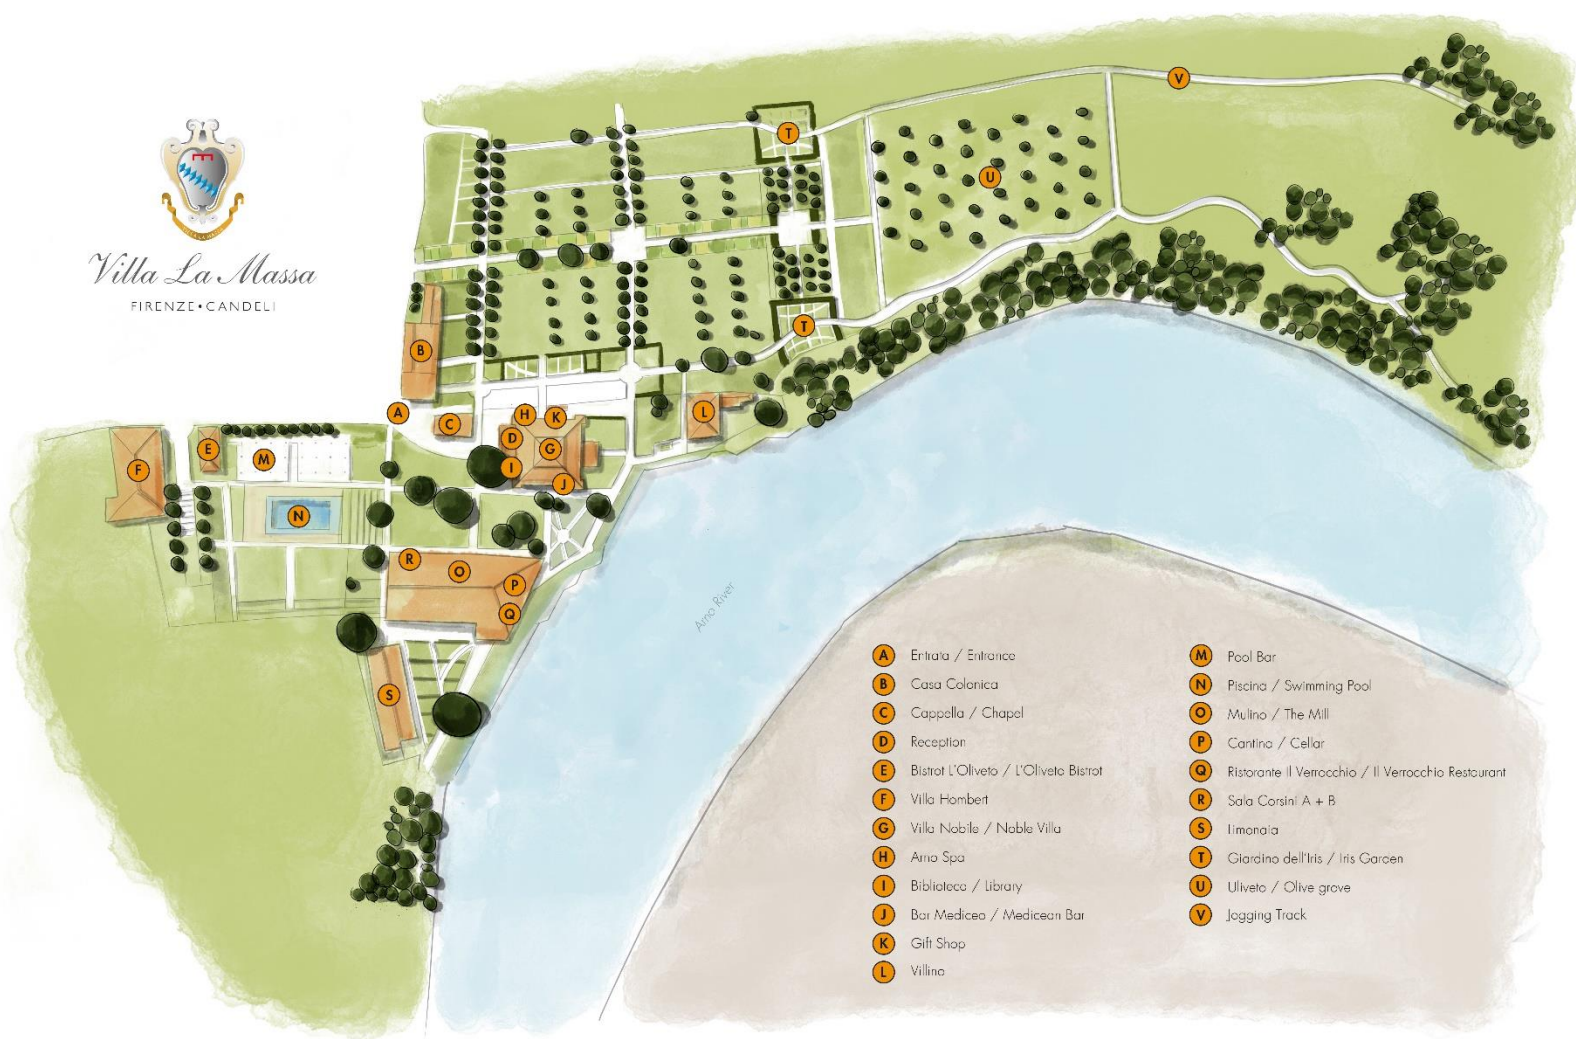 Villa La Massa
FIRENZE•CANDELI
V
T
U
T
B
A
C
H
K
L
D
G
E
M
F
I
J
N
R
O
P
Q
S
Arno River
A Entrata / Entrance
B Casa Colonica
C Cappella / Chapel
D Reception
E Bistrot L'Oliveto / L'Oliveto Bistrot
F Villa Hombert
G Villa Nobile / Noble Villa
H Arno Spa
I Biblioteca / Library
J Bar Mediceo / Medicean Bar
K Gift Shop
L Villino
M Pool Bar
N Piscina / Swimming Pool
O Mulino / The Mill
P Cantina / Cellar
Q Ristorante Il Verrocchio / Il Verrocchio Restaurant
R Sala Corsini A + B
S Limonaia
T Giardino dell'Iris / Iris Garden
U Uliveto / Olive grove
V Jogging Track